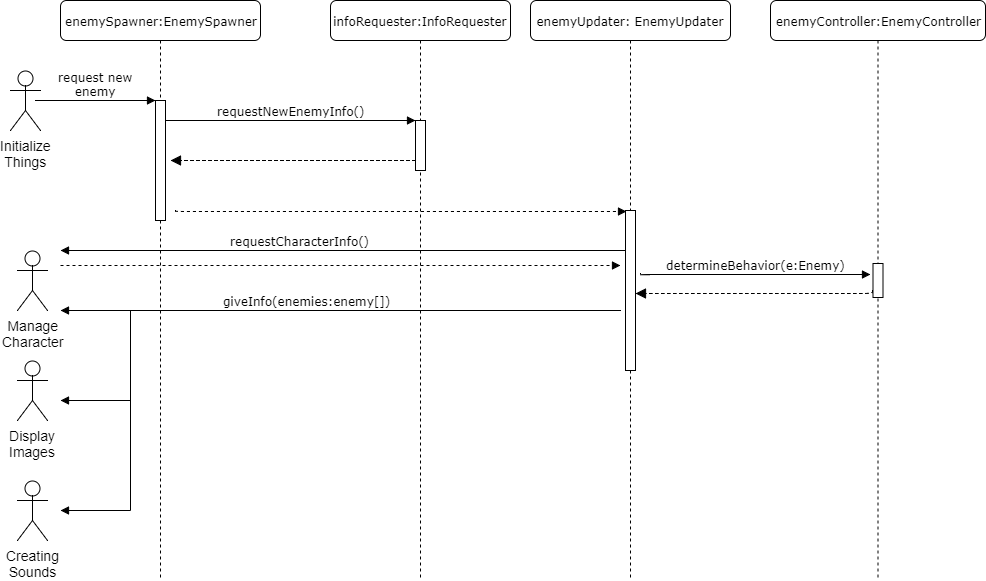 enemySpawner:EnemySpawner
infoRequester:InfoRequester
enemyUpdater: EnemyUpdater
enemyController:EnemyController
request new
enemy
requestNewEnemyInfo()
Initialize
Things
requestCharacterInfo()
determineBehavior(e:Enemy)
giveInfo(enemies:enemy[])
Manage
Character
Display
Images
Creating
Sounds